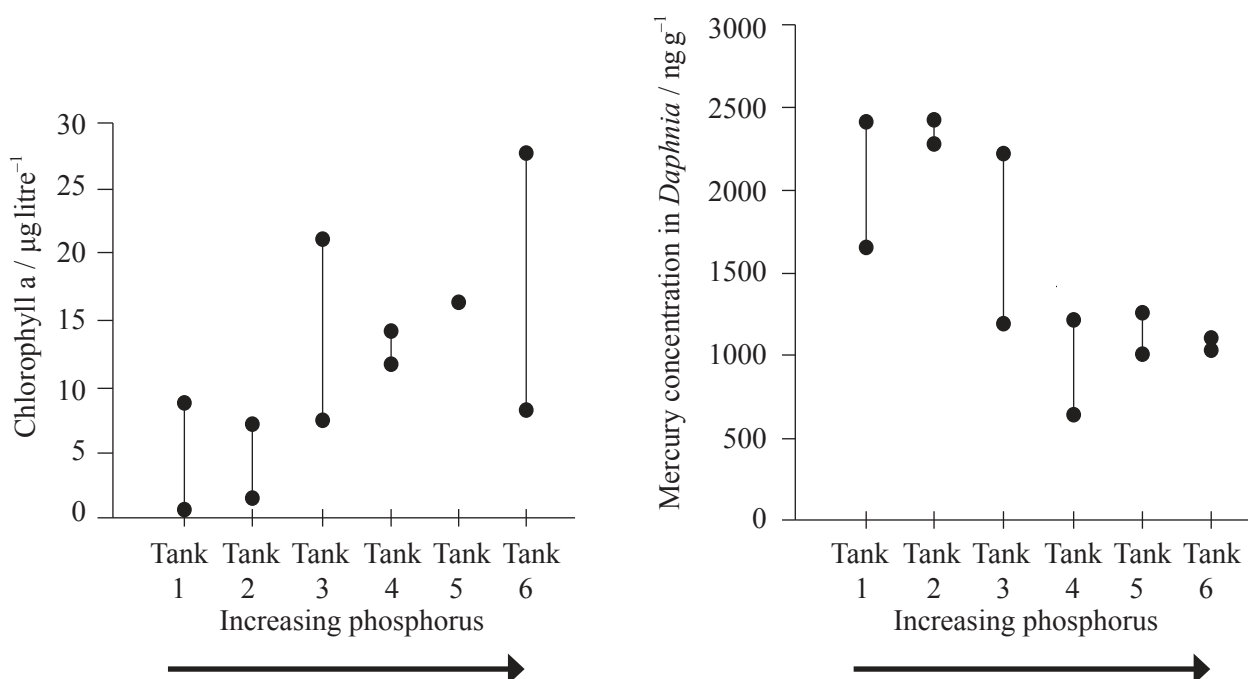 Chlorophyll a / µg litre⁻¹
30
25
20
15
10
5
0
Tank 1
Tank 2
Tank 3
Tank 4
Tank 5
Tank 6
Increasing phosphorus
Mercury concentration in Daphnia / ng g⁻¹
3000
2500
2000
1500
1000
500
0
Tank 1
Tank 2
Tank 3
Tank 4
Tank 5
Tank 6
Increasing phosphorus